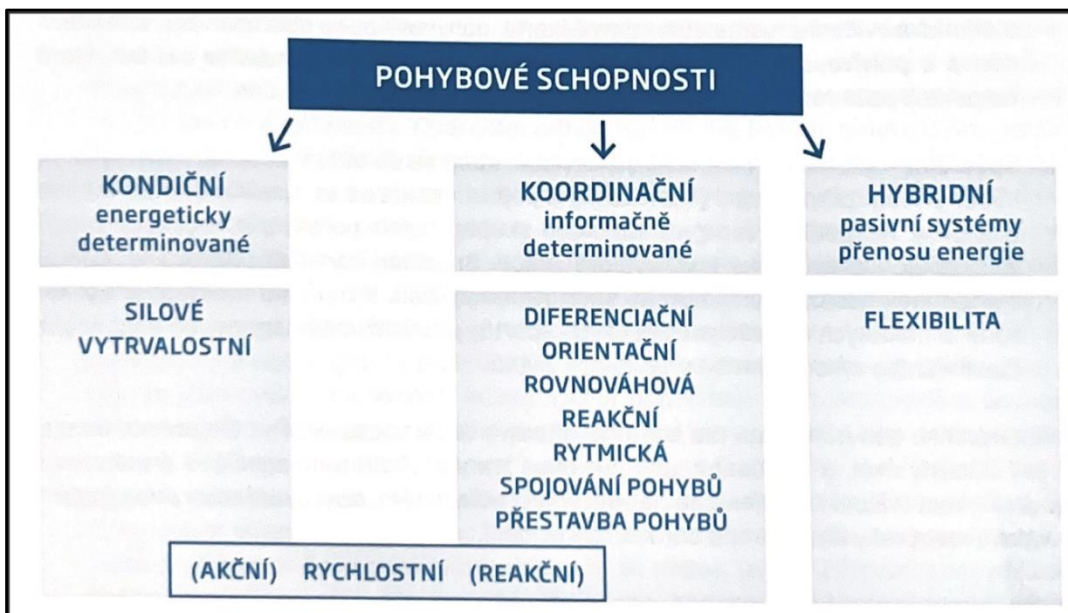 POHYBOVÉ SCHOPNOSTI
KONDIČNÍ
energeticky
determinované
KOORDINAČNÍ
informačně
determinované
HYBRIDNÍ
pasivní systémy
přenosu energie
SILOVÉ
VYTRVALOSTNÍ
DIFERENCIAČNÍ
ORIENTAČNÍ
ROVNOVÁHOVÁ
REAKČNÍ
RYTMICKÁ
SPOJOVÁNÍ POHYBŮ
PŘESTAVBA POHYBŮ
FLEXIBILITA
(AKČNÍ) RYCHLOSTNÍ (REAKČNÍ)